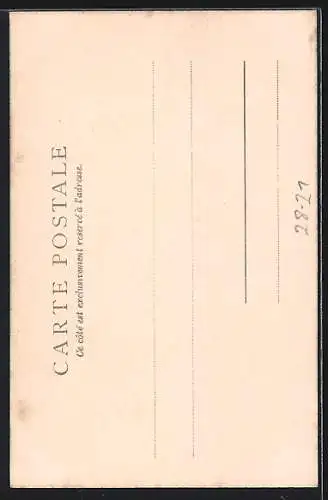 CARTE POSTALE
Ce côté est exclusivement réservé à l'adresse.
28-21